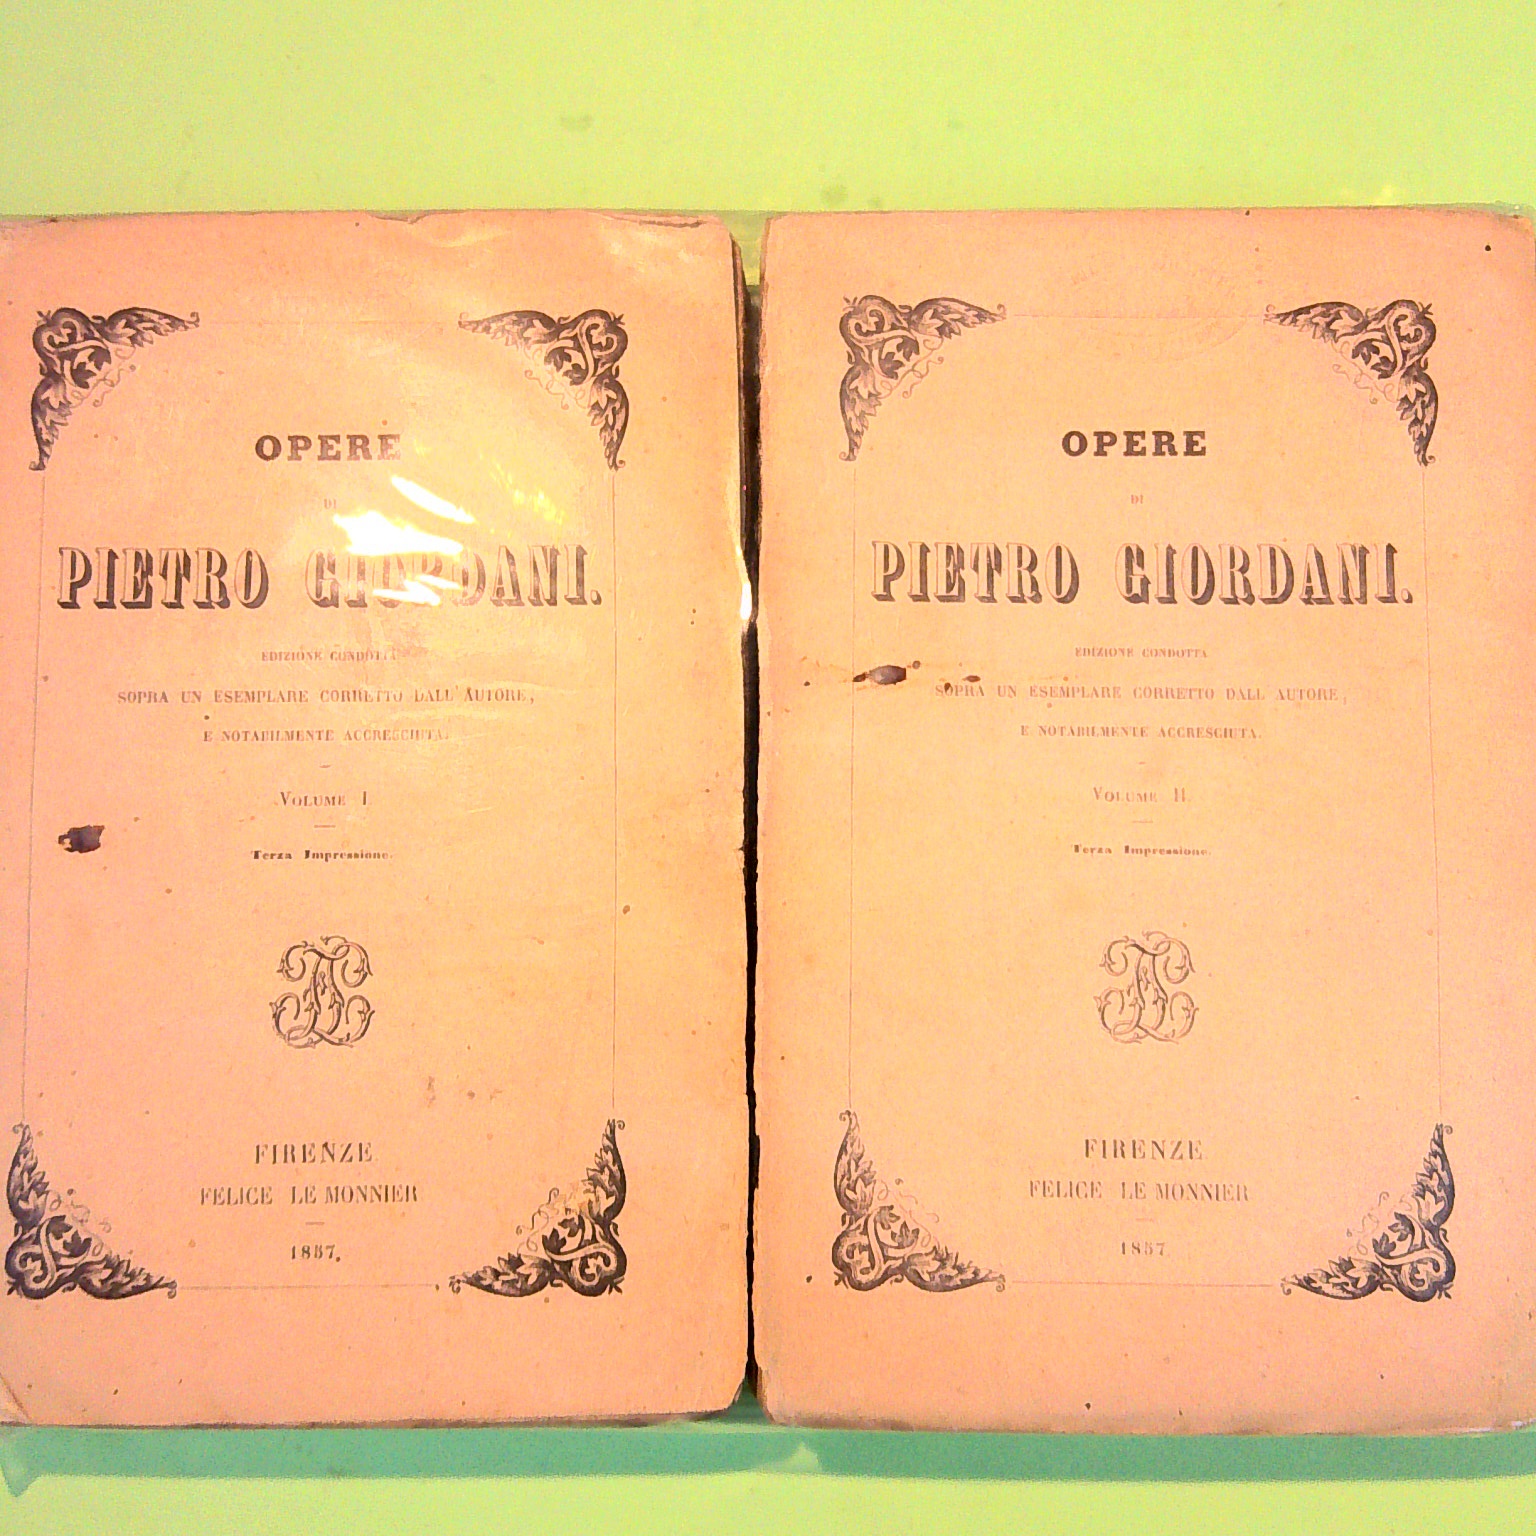 OPERE
DI
PIETRO GIORDANI.
EDIZIONE CONDOTTA
SOPRA UN ESEMPLARE CORRETTO DALL'AUTORE,
E NOTABILMENTE ACCRESCIUTA.
VOLUME I
Terza Impressione.
FIRENZE
FELICE LE MONNIER
1857.
OPERE
DI
PIETRO GIORDANI.
EDIZIONE CONDOTTA
SOPRA UN ESEMPLARE CORRETTO DALL'AUTORE,
E NOTABILMENTE ACCRESCIUTA.
VOLUME II.
Terza Impressione.
FIRENZE
FELICE LE MONNIER
1857